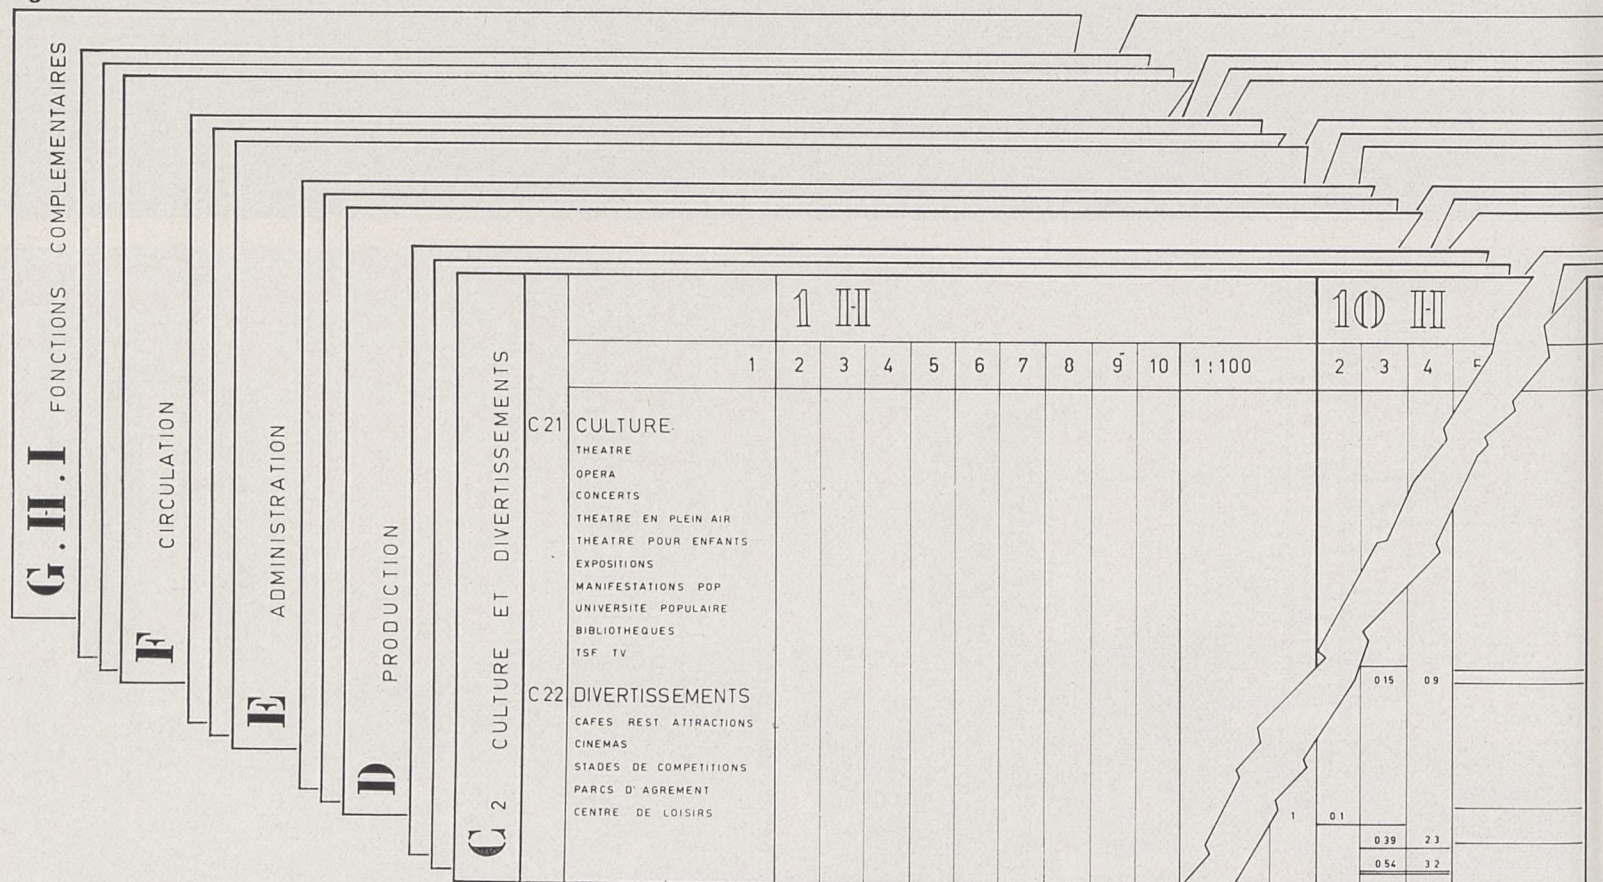 G.H.I FONCTIONS COMPLEMENTAIRES
F CIRCULATION
E ADMINISTRATION
D PRODUCTION
C 2 CULTURE ET DIVERTISSEMENTS
1 H 10 H
1 2 3 4 5 6 7 8 9 10 1:100 2 3 4
C 21 CULTURE
THEATRE
OPERA
CONCERTS
THEATRE EN PLEIN AIR
THEATRE POUR ENFANTS
EXPOSITIONS
MANIFESTATIONS POP
UNIVERSITE POPULAIRE
BIBLIOTHEQUES
TSF TV
0 15 0 9
C 22 DIVERTISSEMENTS
CAFES REST. ATTRACTIONS
CINEMAS
STADES DE COMPETITIONS
PARCS D'AGREMENT
CENTRE DE LOISIRS
1 0 1
0 39 2 3
0 54 3 2